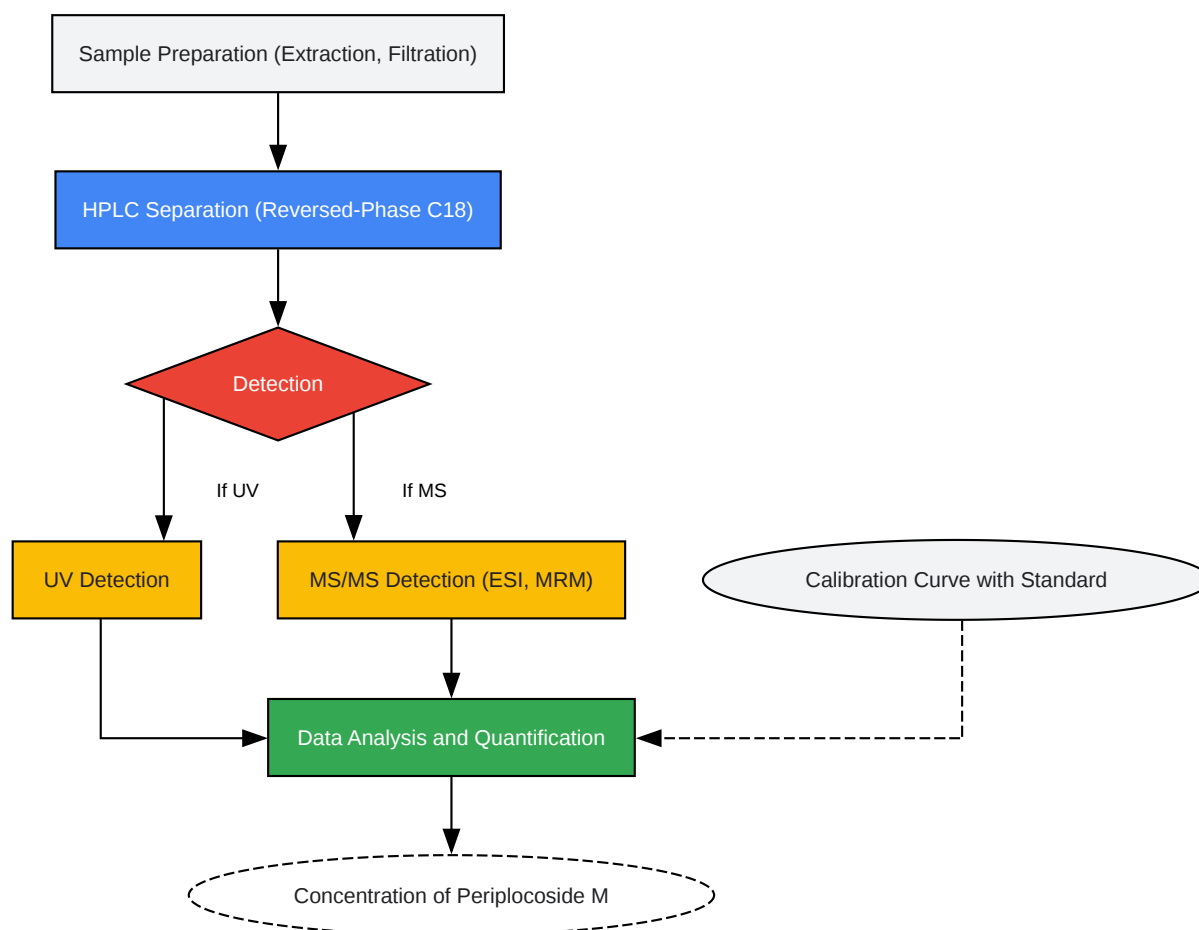 Sample Preparation (Extraction, Filtration)
HPLC Separation (Reversed-Phase C18)
Detection
If UV
If MS
UV Detection
MS/MS Detection (ESI, MRM)
Calibration Curve with Standard
Data Analysis and Quantification
Concentration of Periplocoside M